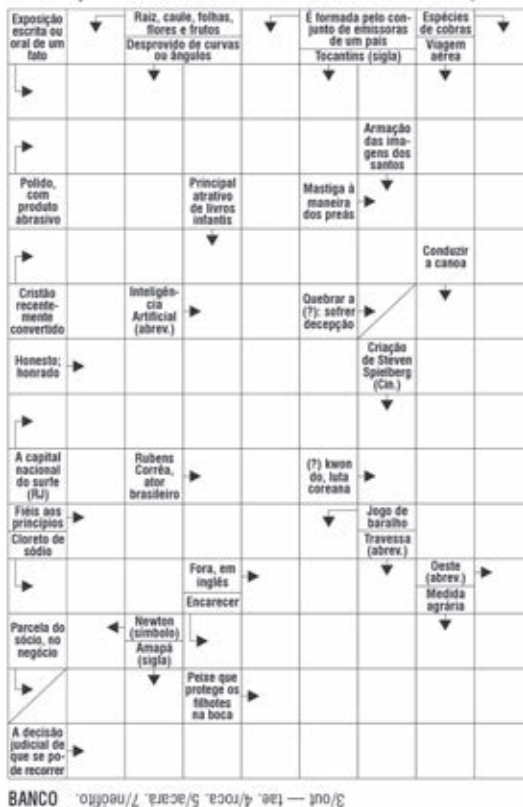 Exposição
escrita ou
oral de um
fato
Raiz, caule, folhas,
flores e frutos
Desprovido de curvas
ou ângulos
É formada pelo con-
junto de emissoras
de um país
Tocantins (sigla)
Espécies
de cobras
Viagem
aérea
Armação
das ima-
gens dos
santos
Polido,
com
produto
abrasivo
Principal
atrativo
de livros
infantis
Mastiga à
maneira
dos preás
Conduzir
a canoa
Cristão
recente-
mente
convertido
Inteligên-
cia
Artificial
(abrev.)
Quebrar a
(?): sofrer
decepção
Honesto;
honrado
Criação
de Steven
Spielberg
(Cin.)
A capital
nacional
do surfe
(RJ)
Rubens
Corrêa,
ator
brasileiro
(?) kwon
do, luta
coreana
Fiéis aos
princípios
Cloreto de
sódio
Jogo de
baralho
Travessa
(abrev.)
Fora, em
inglês
Encarecer
Oeste
(abrev.)
Medida
agrária
Parcela do
sócio, no
negócio
Newton
(símbolo)
Amapá
(sigla)
Peixe que
protege os
filhotes
na boca
A decisão
judicial de
que se po-
de recorrer
BANCO
3/out — tae. 4/roca. 5/acará. 7/neófito.